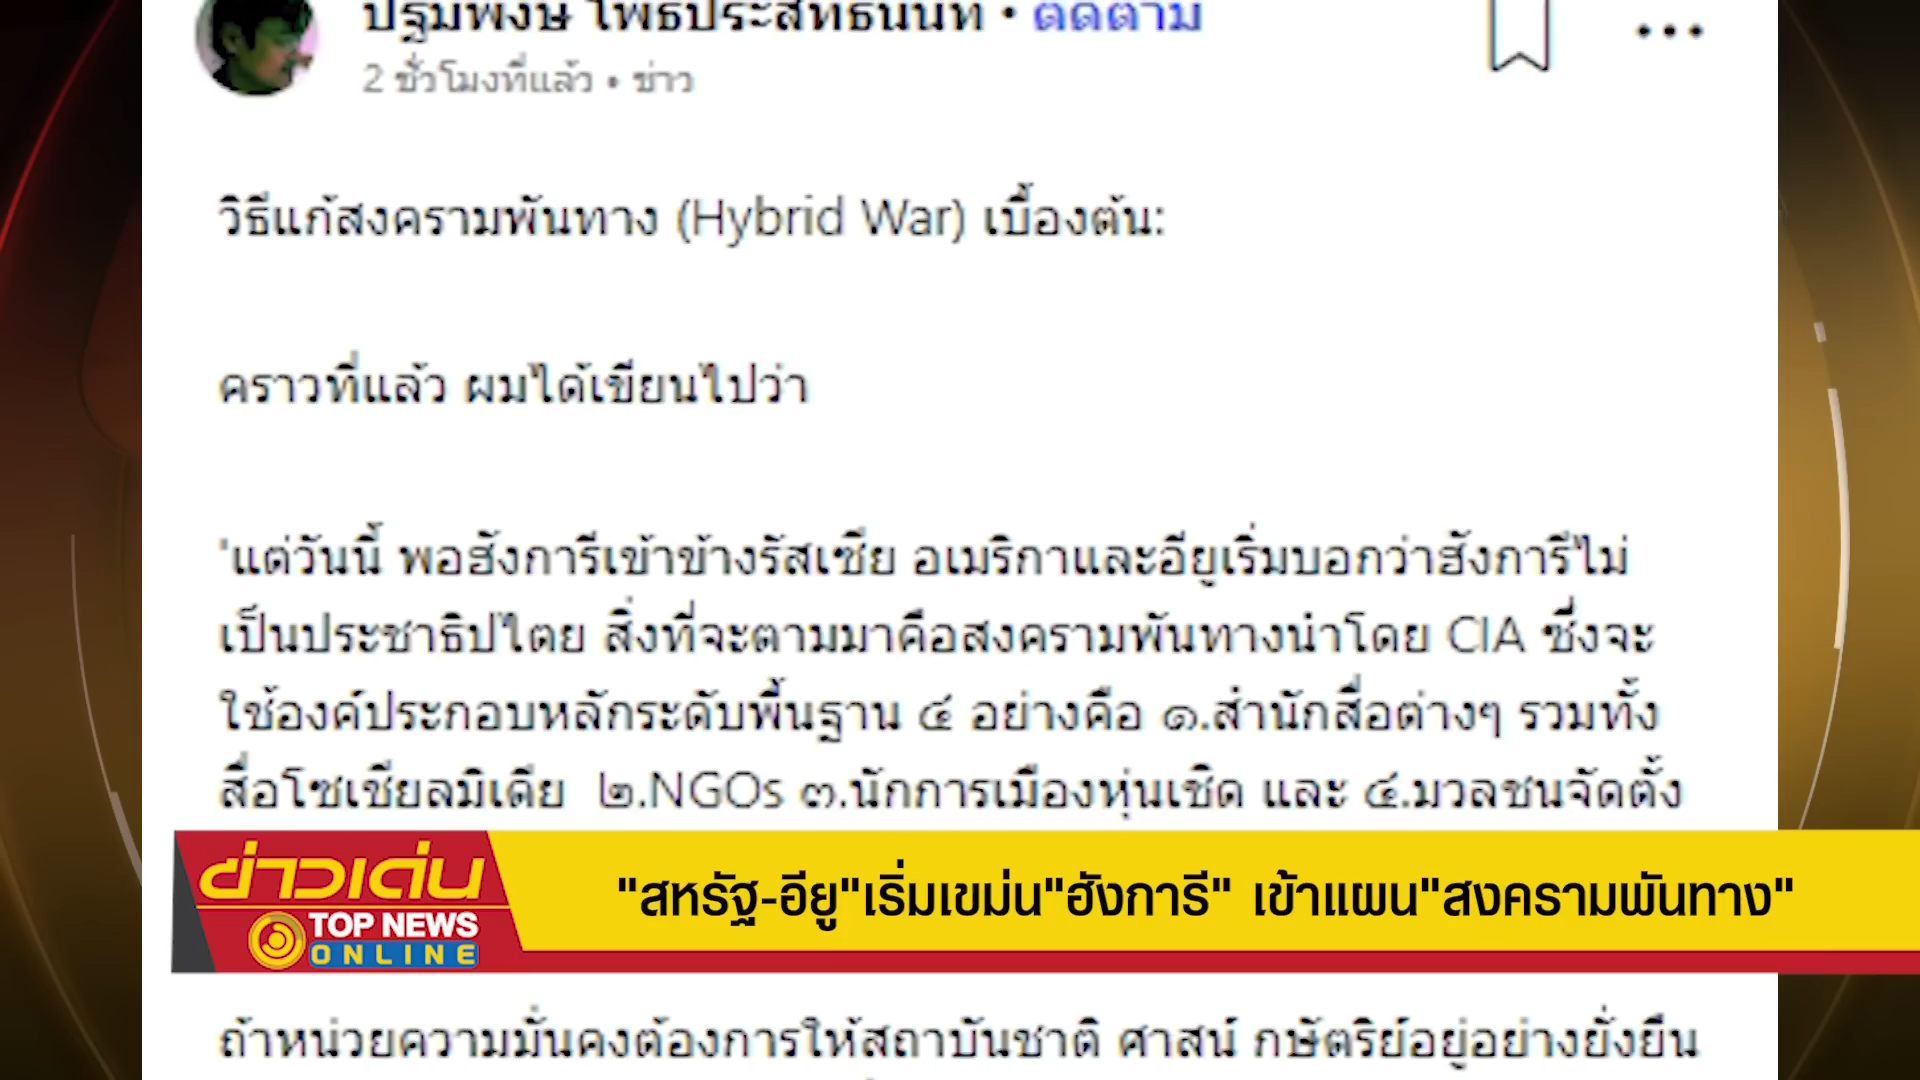 ปฐมพงษ์ โพธิ์ประสิทธินันท์ • ติดตาม
2 ชั่วโมงที่แล้ว • ข่าว
วิธีแก้สงครามพันทาง (Hybrid War) เบื้องต้น:
คราวที่แล้ว ผมได้เขียนไปว่า
'แต่วันนี้ พอฮังการีเข้าข้างรัสเซีย อเมริกาและอียูเริ่มบอกว่าฮังการีไม่
เป็นประชาธิปไตย สิ่งที่จะตามมาคือสงครามพันทางนำโดย CIA ซึ่งจะ
ใช้องค์ประกอบหลักระดับพื้นฐาน ๔ อย่างคือ ๑.สำนักสื่อต่างๆ รวมทั้ง
สื่อโซเชียลมิเดีย ๒.NGOs ๓.นักการเมืองหุ่นเชิด และ ๔.มวลชนจัดตั้ง
ข่าวเด่น
TOP NEWS
ONLINE
"สหรัฐ-อียู"เริ่มเขม่น"ฮังการี" เข้าแผน"สงครามพันทาง"
ถ้าหน่วยความมั่นคงต้องการให้สถาบันชาติ ศาสน์ กษัตริย์อยู่อย่างยั่งยืน